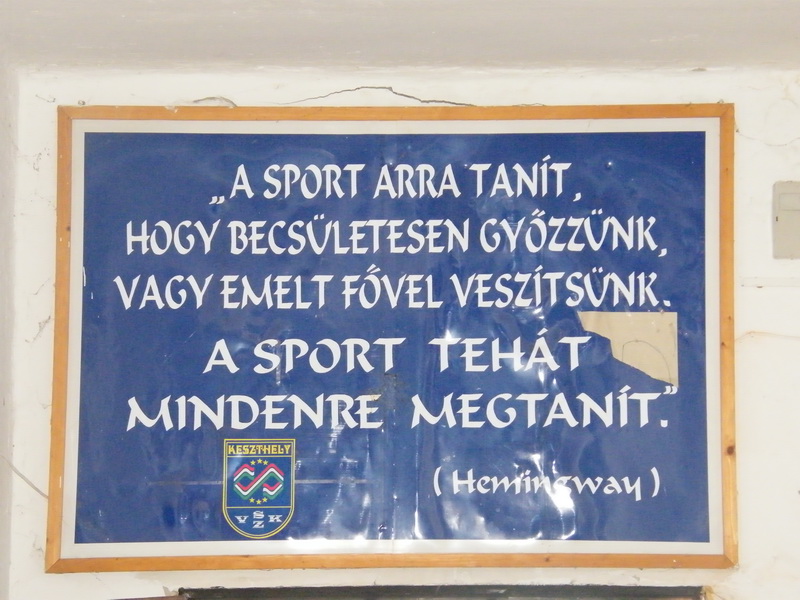 „A SPORT ARRA TANÍT,
HOGY BECSÜLETESEN GYŐZZÜNK,
VAGY EMELT FŐVEL VESZÍTSÜNK.
A SPORT TEHÁT
MINDENRE MEGTANÍT.”
(Hemingway)
KESZTHELY
VSZK